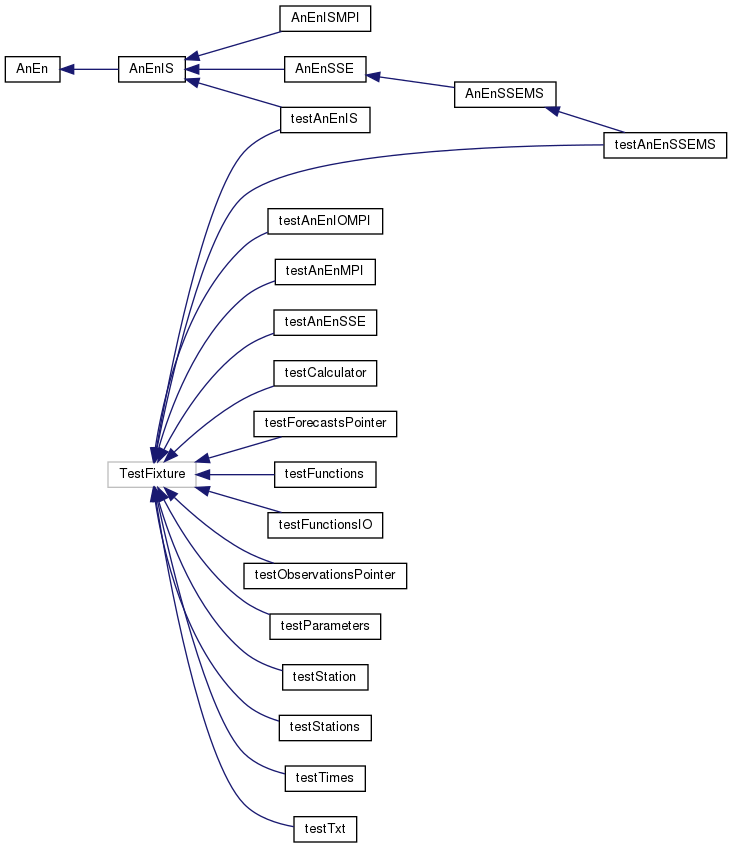 AnEnISMPI
AnEn
AnEnIS
AnEnSSE
AnEnSSEMS
testAnEnIS
testAnEnSSEMS
testAnEnIOMPI
testAnEnMPI
testAnEnSSE
testCalculator
testForecastsPointer
TestFixture
testFunctions
testFunctionsIO
testObservationsPointer
testParameters
testStation
testStations
testTimes
testTxt